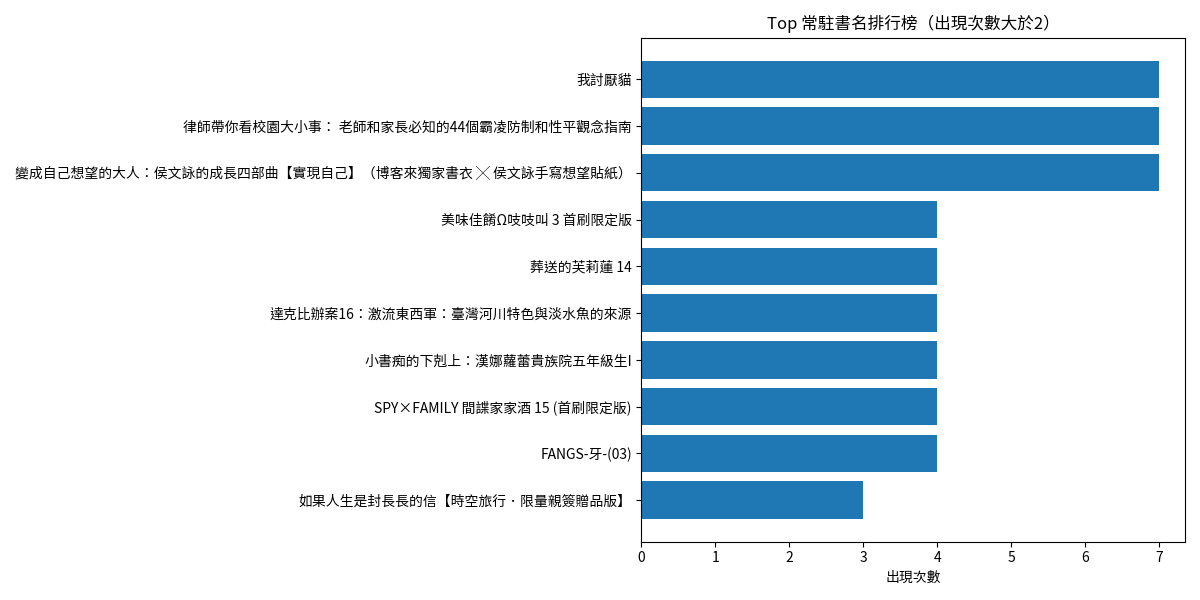 Top 常駐書名排行榜（出現次數大於2）
我討厭貓
律師帶你看校園大小事： 老師和家長必知的44個霸凌防制和性平觀念指南
變成自己想望的大人：侯文詠的成長四部曲【實現自己】（博客來獨家書衣 ╳ 侯文詠手寫想望貼紙）
美味佳餚Ω吱吱叫 3 首刷限定版
葬送的芙莉蓮 14
達克比辦案16：激流東西軍：臺灣河川特色與淡水魚的來源
小書痴的下剋上：漢娜蘿蕾貴族院五年級生I
SPY×FAMILY 間諜家家酒 15 (首刷限定版)
FANGS-牙-(03)
如果人生是封長長的信【時空旅行．限量親簽贈品版】
0 1 2 3 4 5 6 7
出現次數